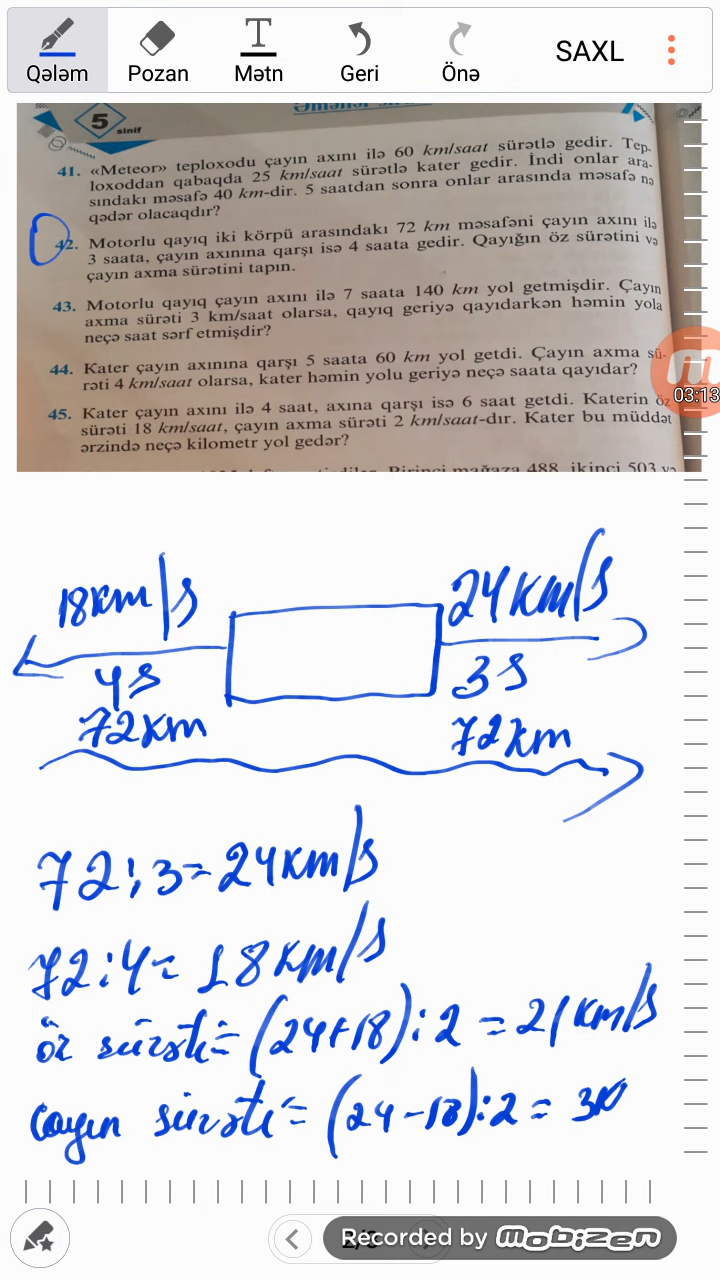 Qələm
Pozan
Mətn
Geri
Önə
SAXL
5
sinif
41. «Meteor» teploxodu çayın axını ilə 60 km/saat sürətlə gedir. Tep-
loxoddan qabaqda 25 km/saat sürətlə kater gedir. İndi onlar ara-
sındakı məsafə 40 km-dir. 5 saatdan sonra onlar arasında məsafə nə
qədər olacaqdır?
42. Motorlu qayıq iki körpü arasındakı 72 km məsafəni çayın axını ilə
3 saata, çayın axınına qarşı isə 4 saata gedir. Qayığın öz sürətini və
çayın axma sürətini tapın.
43. Motorlu qayıq çayın axını ilə 7 saata 140 km yol getmişdir. Çayın
axma sürəti 3 km/saat olarsa, qayıq geriyə qayıdarkən həmin yola
neçə saat sərf etmişdir?
44. Kater çayın axınına qarşı 5 saata 60 km yol getdi. Çayın axma sü-
rəti 4 km/saat olarsa, kater həmin yolu geriyə neçə saata qayıdar?
45. Kater çayın axını ilə 4 saat, axına qarşı isə 6 saat getdi. Katerin öz
sürəti 18 km/saat, çayın axma sürəti 2 km/saat-dır. Kater bu müddət
ərzində neçə kilometr yol gedər?
03:13
18km/s
24km/s
4s
3s
72km
72km
72:3=24km/s
72:4=18km/s
öz sürəti=(24+18):2=21km/s
çayın sürəti=(24-18):2=3k
Recorded by mobizen